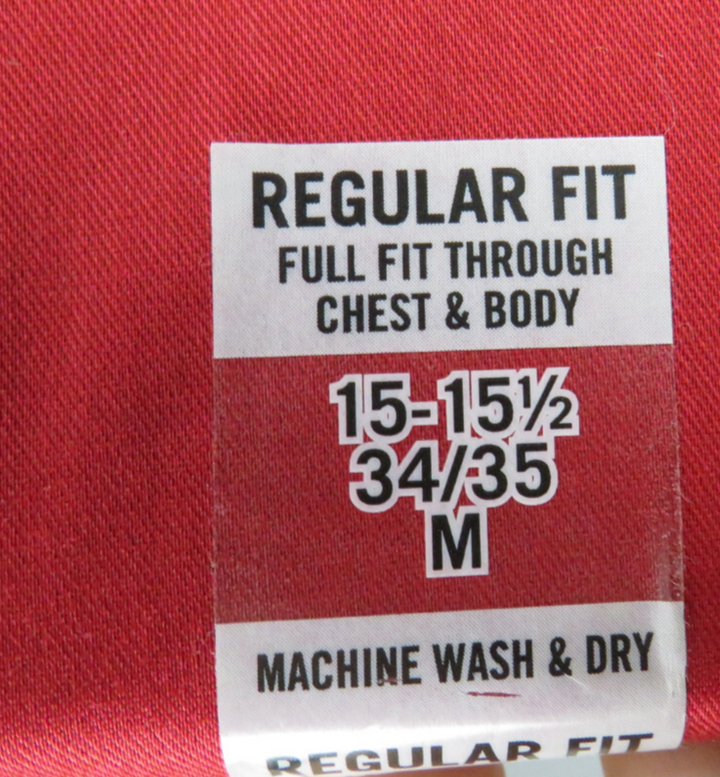 REGULAR FIT
FULL FIT THROUGH
CHEST & BODY
15-15½
34/35
M
MACHINE WASH & DRY
REGULAR FIT